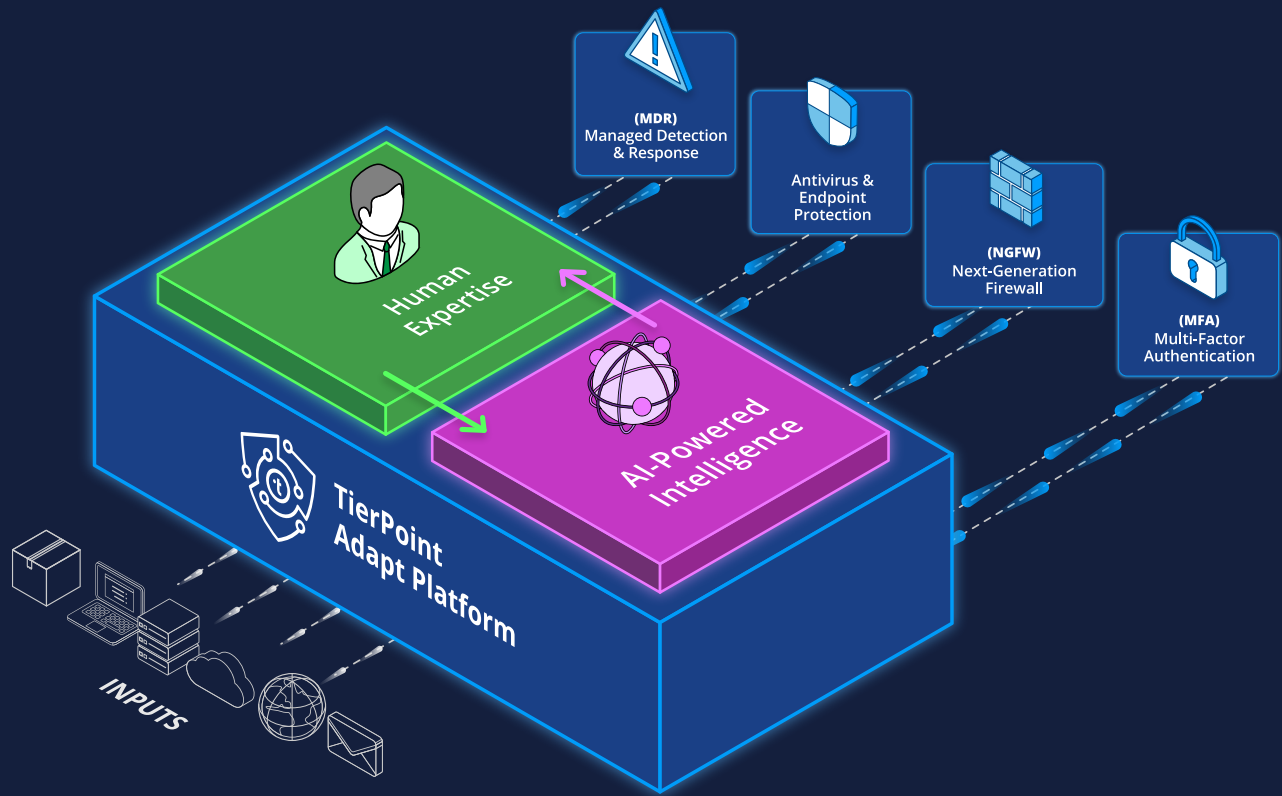 (MDR)
Managed Detection
& Response
Antivirus &
Endpoint
Protection
(NGFW)
Next-Generation
Firewall
(MFA)
Multi-Factor
Authentication
Human
Expertise
AI-Powered
Intelligence
t
TierPoint
Adapt Platform
INPUTS